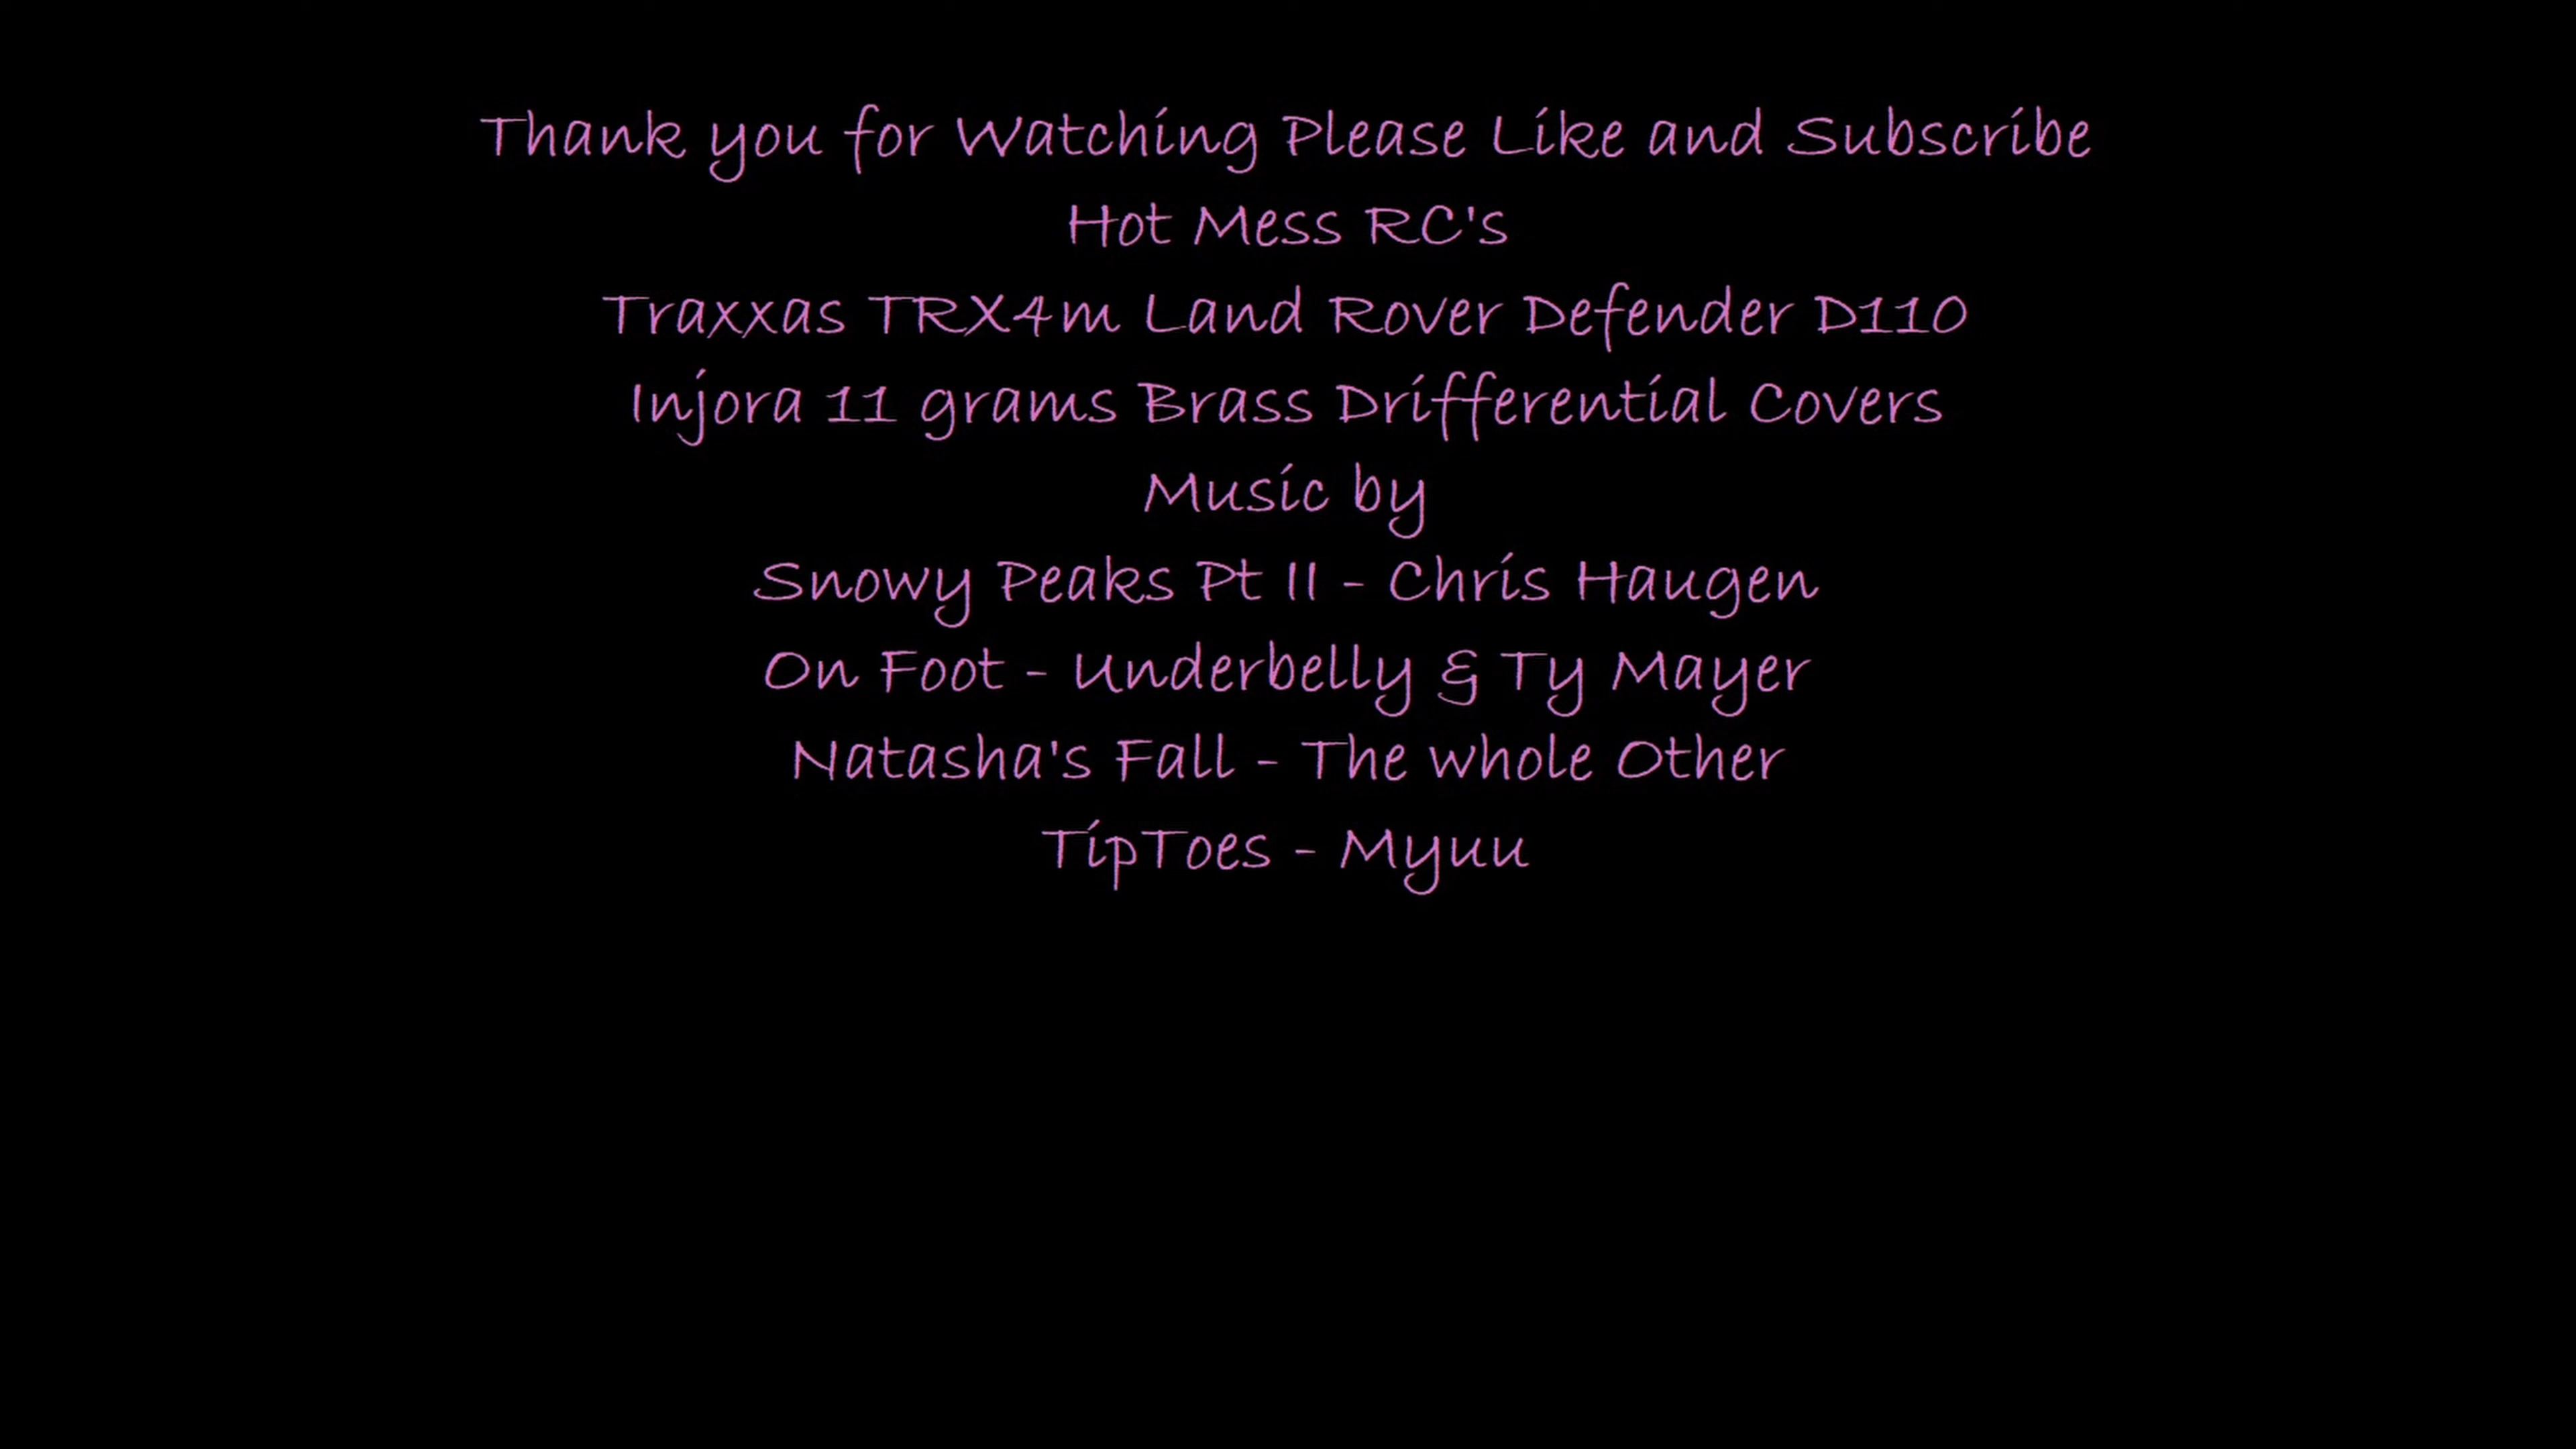 Thank you for Watching Please Like and Subscribe
Hot Mess RC's
Traxxas TRX4m Land Rover Defender D110
Injora 11 grams Brass Drifferential Covers
Music by
Snowy Peaks Pt II - Chris Haugen
On Foot - Underbelly & Ty Mayer
Natasha's Fall - The whole Other
TipToes - Myuu